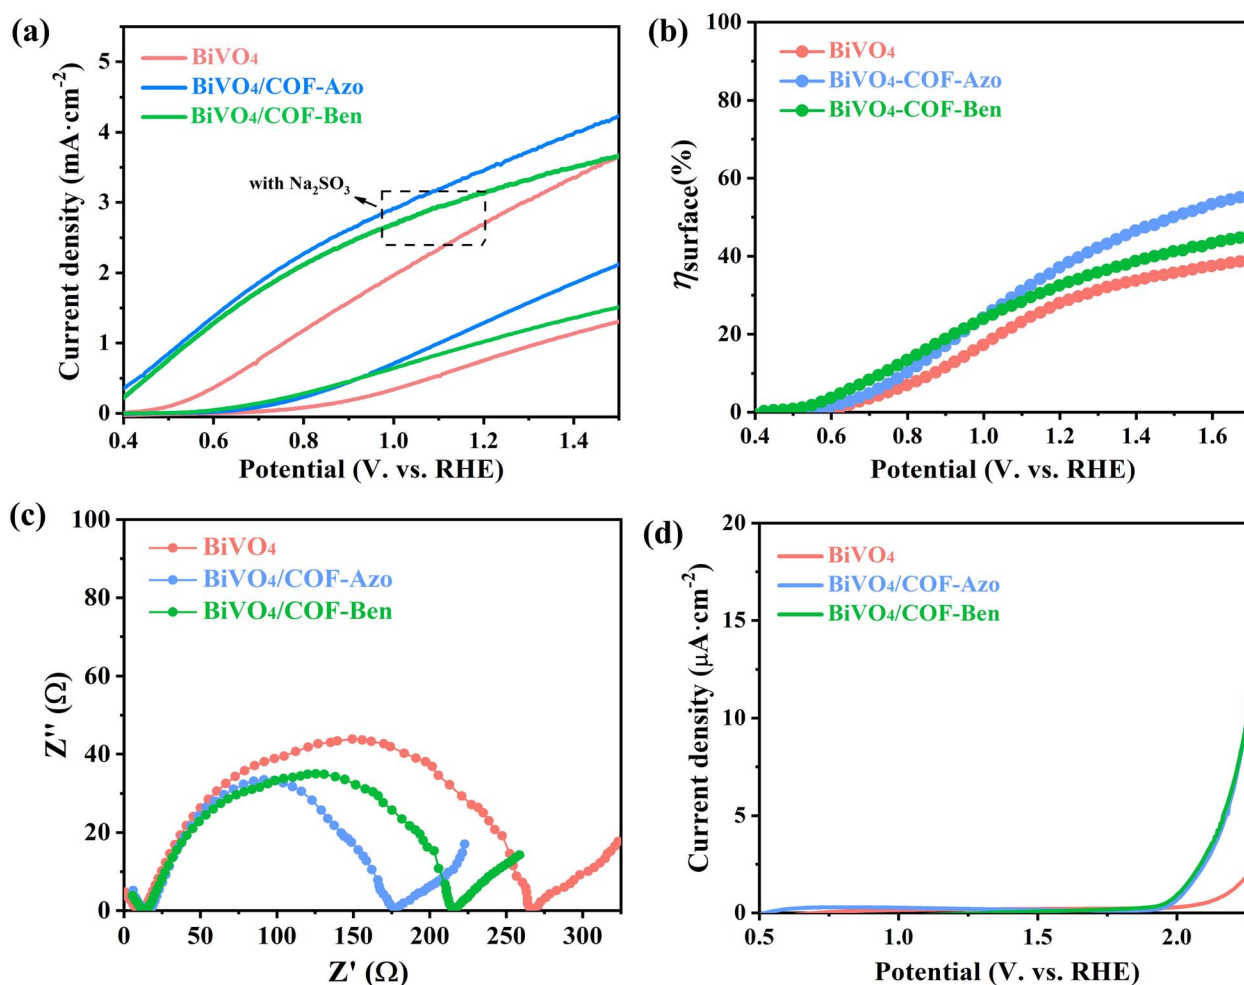 (a)
BiVO4
BiVO4/COF-Azo
BiVO4/COF-Ben
with Na₂SO₃
Current density (mA·cm⁻²)
5
4
3
2
1
0
0.4 0.6 0.8 1.0 1.2 1.4
Potential (V. vs. RHE)
(b)
BiVO4
BiVO4-COF-Azo
BiVO4-COF-Ben
ηsurface(%)
100
80
60
40
20
0
0.4 0.6 0.8 1.0 1.2 1.4 1.6
Potential (V. vs. RHE)
(c)
BiVO4
BiVO4/COF-Azo
BiVO4/COF-Ben
Z'' (Ω)
100
80
60
40
20
0
0 50 100 150 200 250 300
Z' (Ω)
(d)
BiVO4
BiVO4/COF-Azo
BiVO4/COF-Ben
Current density (μA·cm⁻²)
20
15
10
5
0
0.5 1.0 1.5 2.0
Potential (V. vs. RHE)